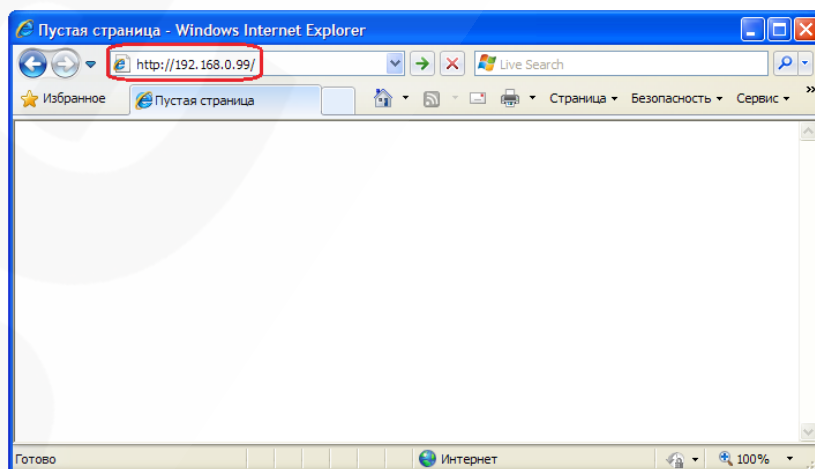 Пустая страница - Windows Internet Explorer
http://192.168.0.99/
Live Search
Избранное
Пустая страница
Страница
Безопасность
Сервис
»
Готово
Интернет
100%